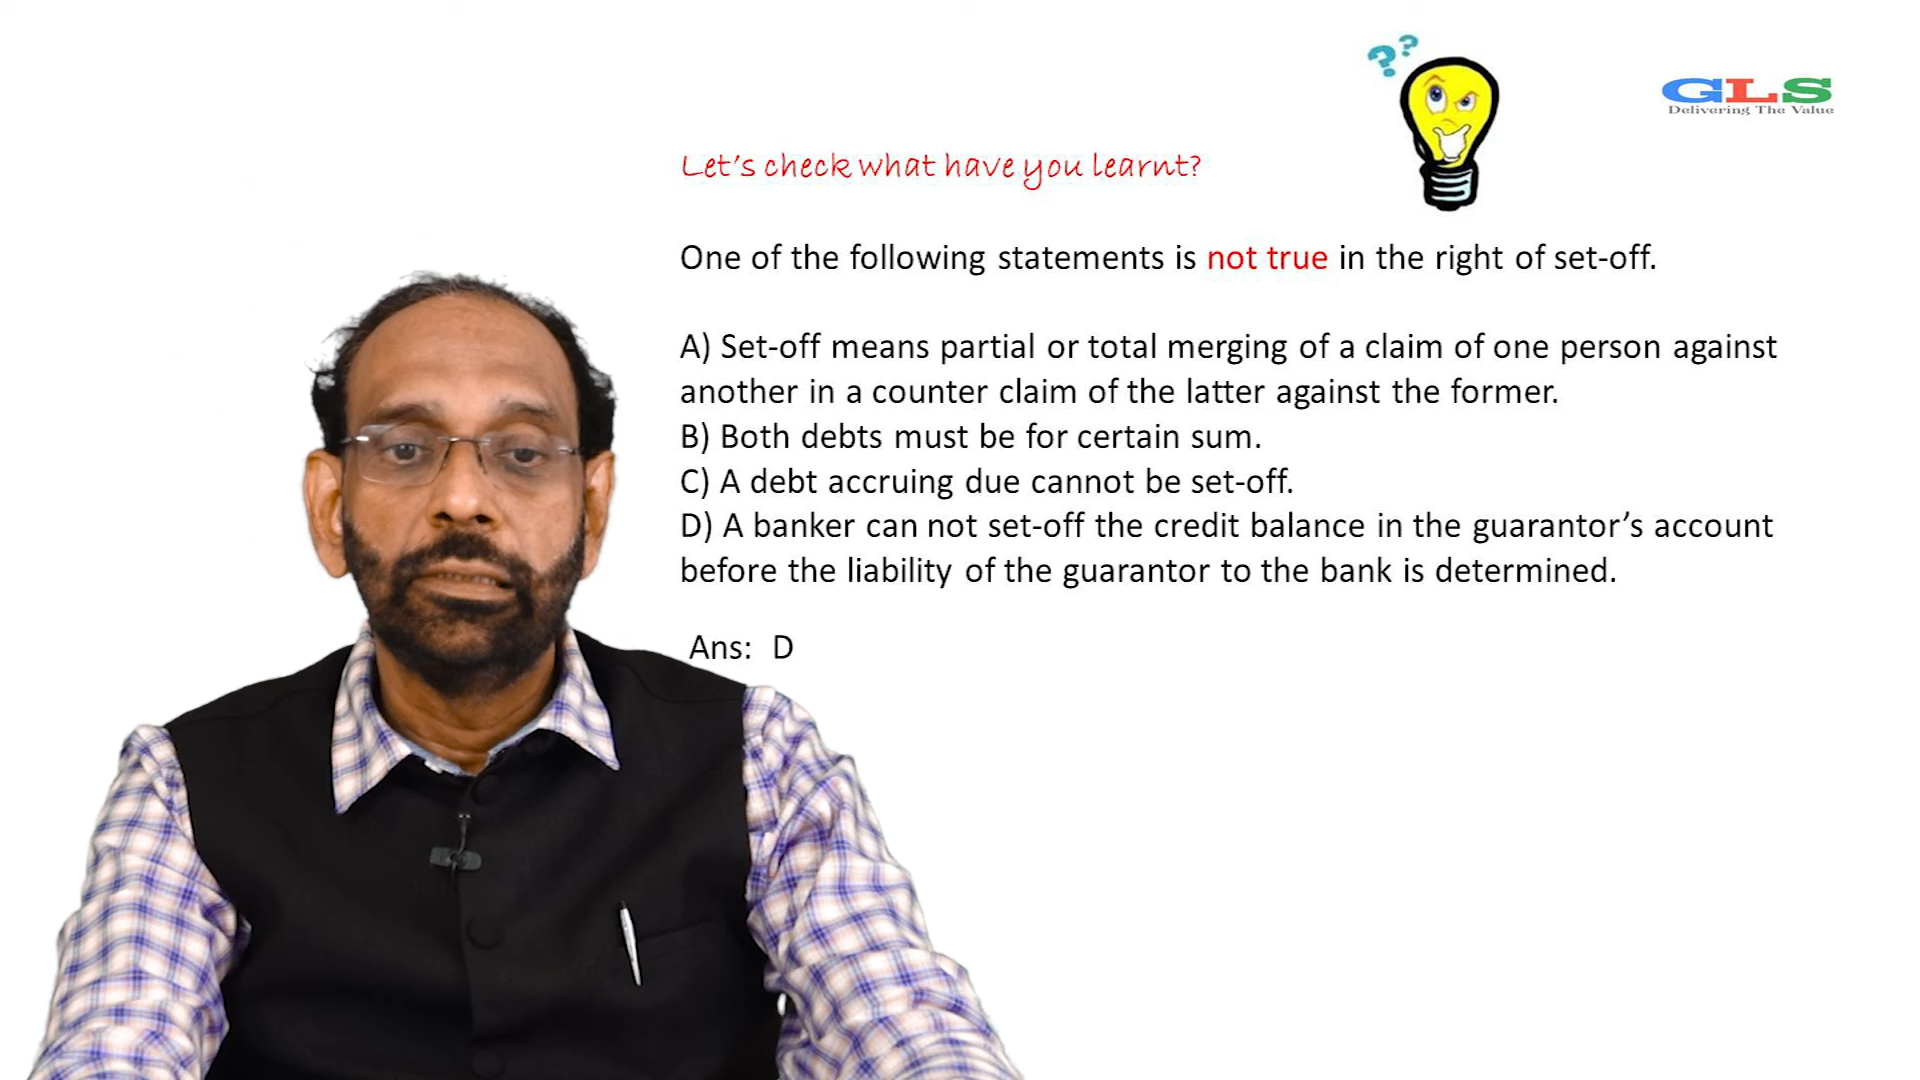 ??
GLS
Delivering The Value
Let's check what have you learnt?
One of the following statements is not true in the right of set-off.
A) Set-off means partial or total merging of a claim of one person against
another in a counter claim of the latter against the former.
B) Both debts must be for certain sum.
C) A debt accruing due cannot be set-off.
D) A banker can not set-off the credit balance in the guarantor’s account
before the liability of the guarantor to the bank is determined.
Ans: D